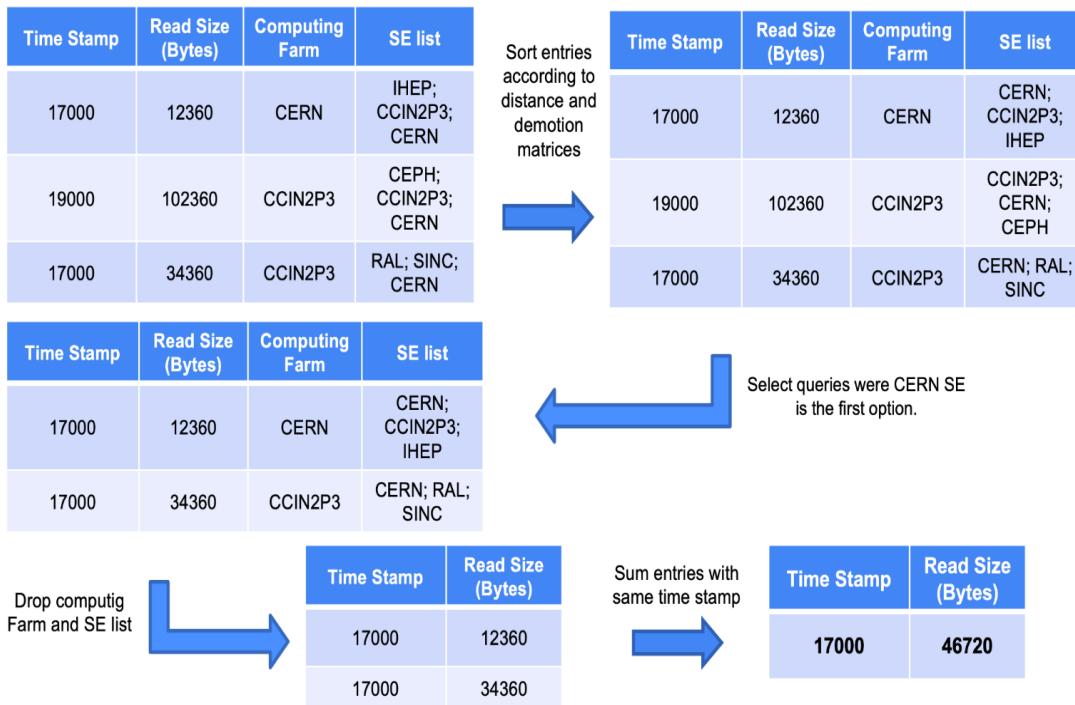 Time Stamp
Read Size
(Bytes)
Computing
Farm
SE list
17000
12360
CERN
IHEP;
CCIN2P3;
CERN
19000
102360
CCIN2P3
CEPH;
CCIN2P3;
CERN
17000
34360
CCIN2P3
RAL; SINC;
CERN
Sort entries
according to
distance and
demotion
matrices
Time Stamp
Read Size
(Bytes)
Computing
Farm
SE list
17000
12360
CERN
CERN;
CCIN2P3;
IHEP
19000
102360
CCIN2P3
CCIN2P3;
CERN;
CEPH
17000
34360
CCIN2P3
CERN; RAL;
SINC
Select queries were CERN SE
is the first option.
Time Stamp
Read Size
(Bytes)
Computing
Farm
SE list
17000
12360
CERN
CERN;
CCIN2P3;
IHEP
17000
34360
CCIN2P3
CERN; RAL;
SINC
Drop computig
Farm and SE list
Time Stamp
Read Size
(Bytes)
17000
12360
17000
34360
Sum entries with
same time stamp
Time Stamp
Read Size
(Bytes)
17000
46720